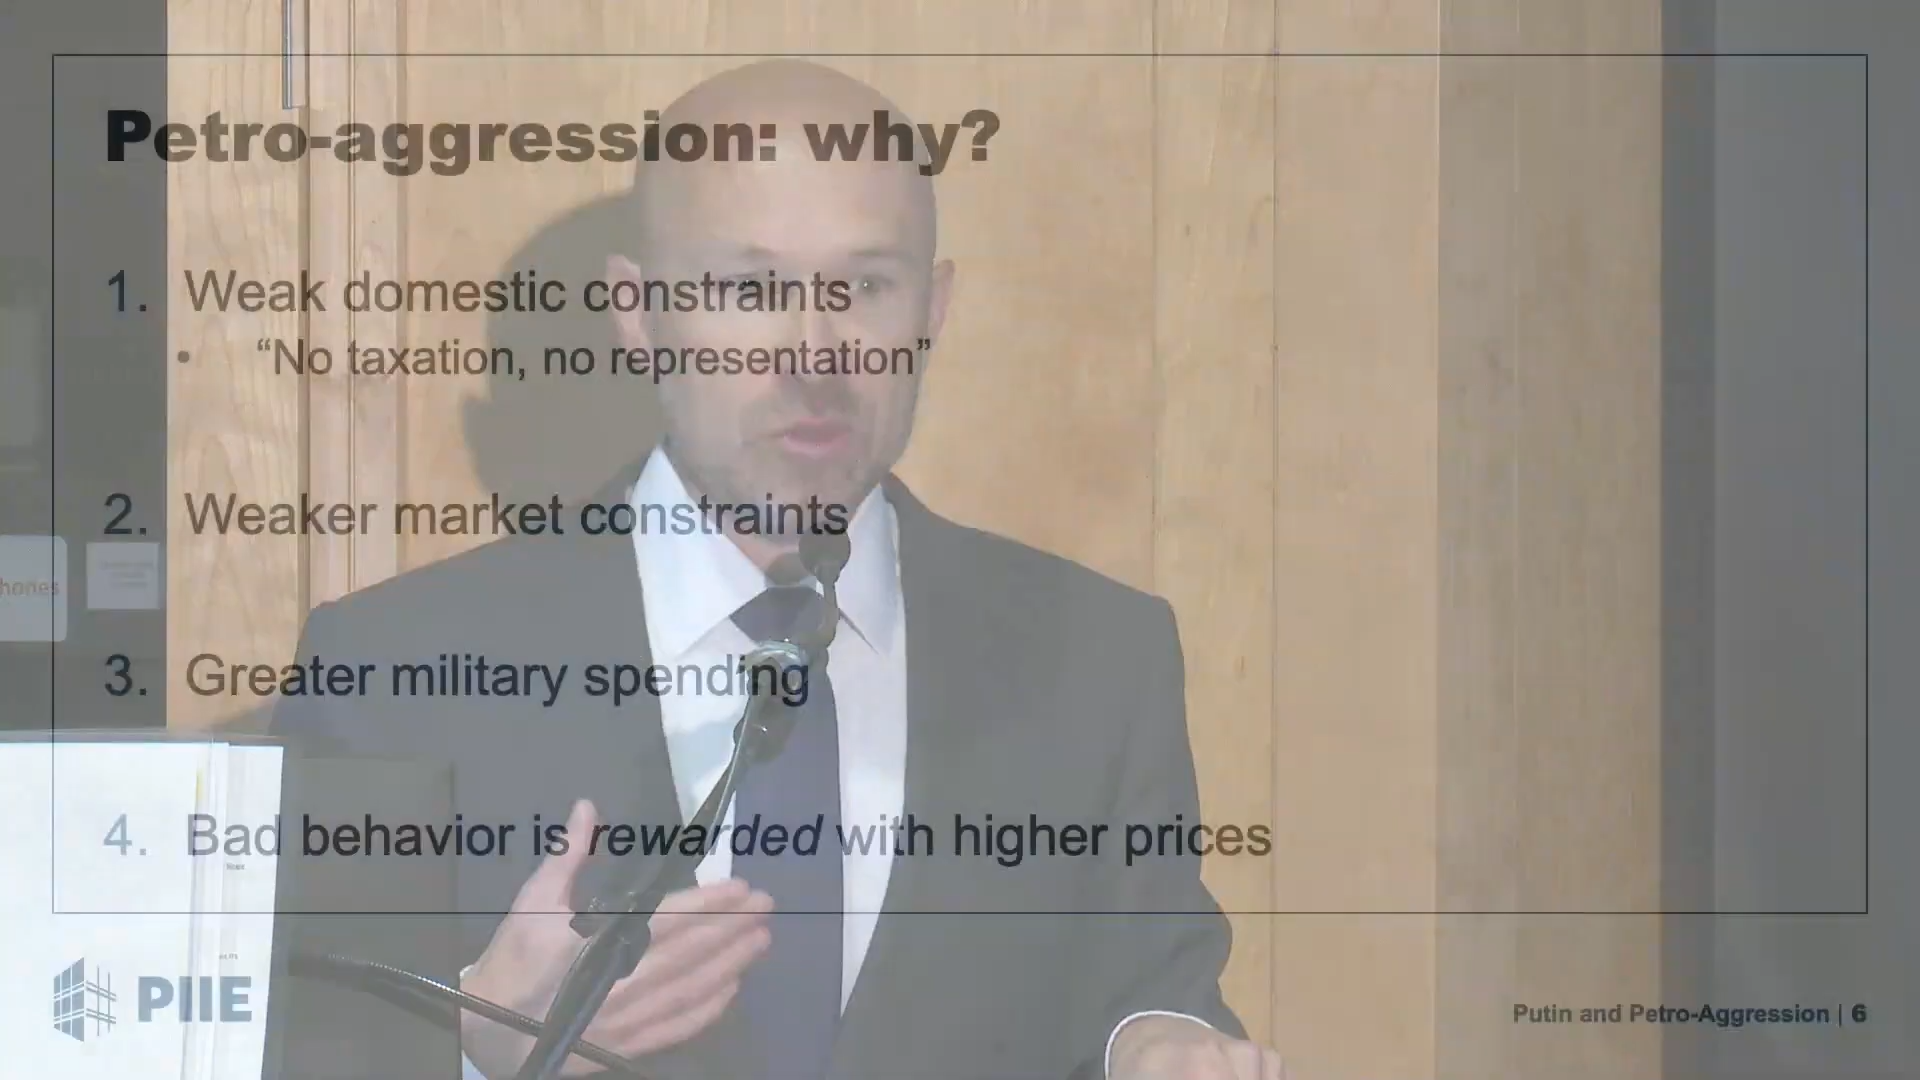 Petro-aggression: why?
1. Weak domestic constraints
• “No taxation, no representation”
2. Weaker market constraints
hones
3. Greater military spending
4. Bad behavior is rewarded with higher prices
PIIE
Putin and Petro-Aggression | 6